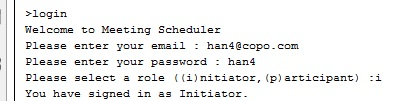 >login
Welcome to Meeting Scheduler
Please enter your email : han4@copo.com
Please enter your password : han4
Please select a role ((i)nitiator,(p)articipant) :i
You have signed in as Initiator.